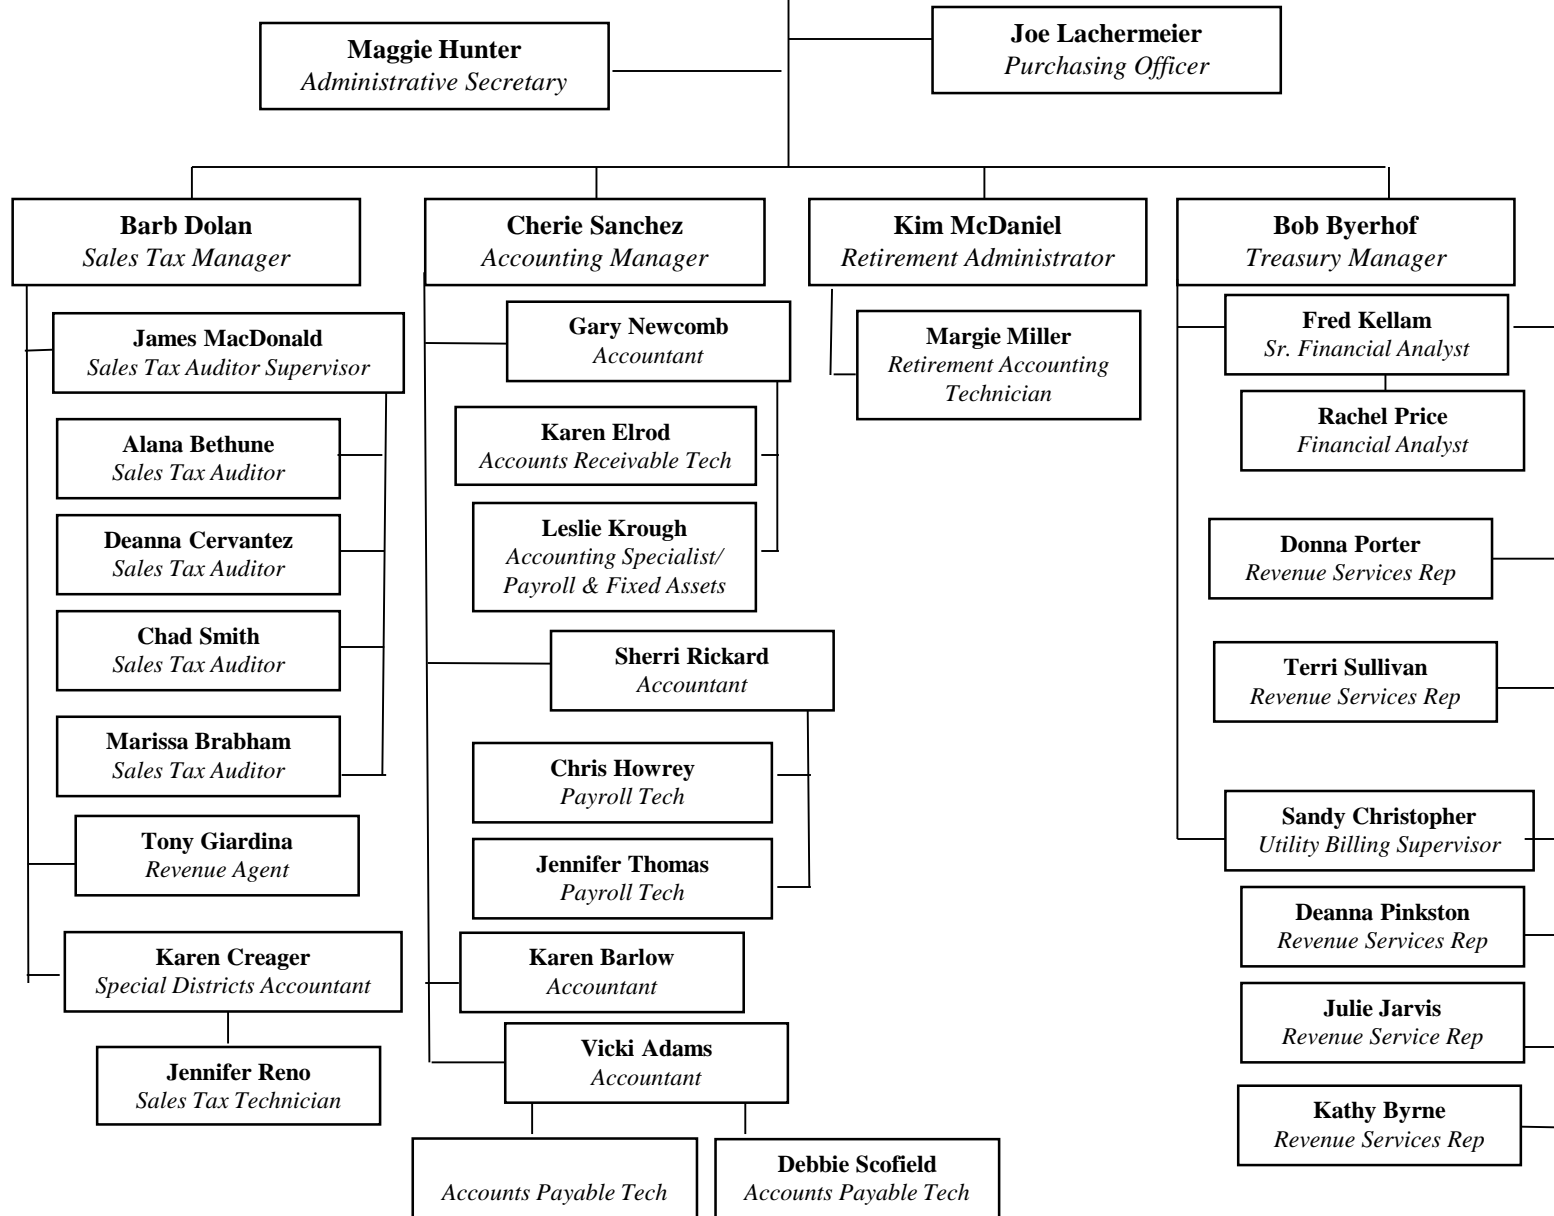 Maggie Hunter
Administrative Secretary
Joe Lachermeier
Purchasing Officer
Barb Dolan
Sales Tax Manager
James MacDonald
Sales Tax Auditor Supervisor
Alana Bethune
Sales Tax Auditor
Deanna Cervantez
Sales Tax Auditor
Chad Smith
Sales Tax Auditor
Marissa Brabham
Sales Tax Auditor
Tony Giardina
Revenue Agent
Karen Creager
Special Districts Accountant
Jennifer Reno
Sales Tax Technician
Cherie Sanchez
Accounting Manager
Gary Newcomb
Accountant
Karen Elrod
Accounts Receivable Tech
Leslie Krough
Accounting Specialist/
Payroll & Fixed Assets
Sherri Rickard
Accountant
Chris Howrey
Payroll Tech
Jennifer Thomas
Payroll Tech
Karen Barlow
Accountant
Vicki Adams
Accountant
Accounts Payable Tech
Debbie Scofield
Accounts Payable Tech
Kim McDaniel
Retirement Administrator
Margie Miller
Retirement Accounting
Technician
Bob Byerhof
Treasury Manager
Fred Kellam
Sr. Financial Analyst
Rachel Price
Financial Analyst
Donna Porter
Revenue Services Rep
Terri Sullivan
Revenue Services Rep
Sandy Christopher
Utility Billing Supervisor
Deanna Pinkston
Revenue Services Rep
Julie Jarvis
Revenue Service Rep
Kathy Byrne
Revenue Services Rep